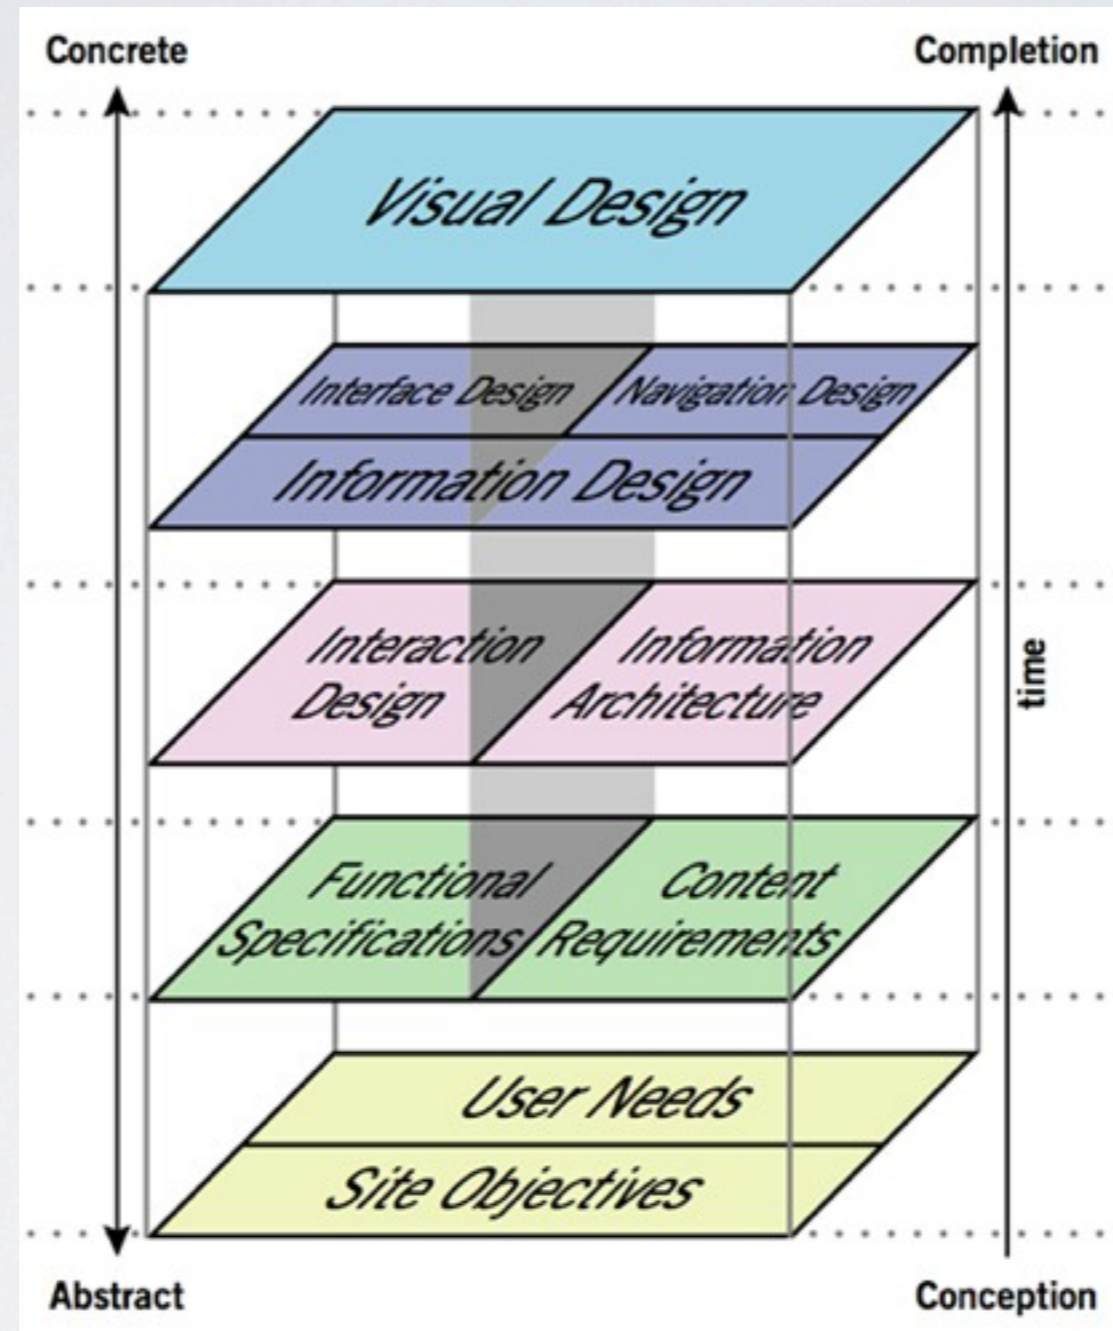 Concrete
Completion
Visual Design
Interface Design
Navigation Design
Information Design
Interaction
Design
Information
Architecture
time
Functional
Specifications
Content
Requirements
User Needs
Site Objectives
Abstract
Conception